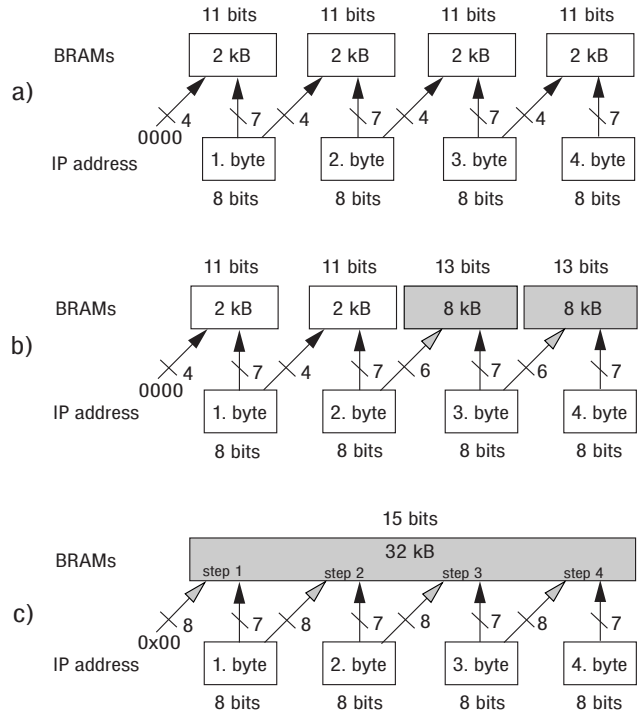 11 bits 11 bits 11 bits 11 bits
BRAMs 2 kB 2 kB 2 kB 2 kB
a)
4 7 4 7 4 7 4 7
0000
IP address 1. byte 2. byte 3. byte 4. byte
8 bits 8 bits 8 bits 8 bits
11 bits 11 bits 13 bits 13 bits
BRAMs 2 kB 2 kB 8 kB 8 kB
b)
4 7 4 7 6 7 6 7
0000
IP address 1. byte 2. byte 3. byte 4. byte
8 bits 8 bits 8 bits 8 bits
15 bits
BRAMs 32 kB
step 1 step 2 step 3 step 4
c)
8 7 8 7 8 7 8 7
0x00
IP address 1. byte 2. byte 3. byte 4. byte
8 bits 8 bits 8 bits 8 bits